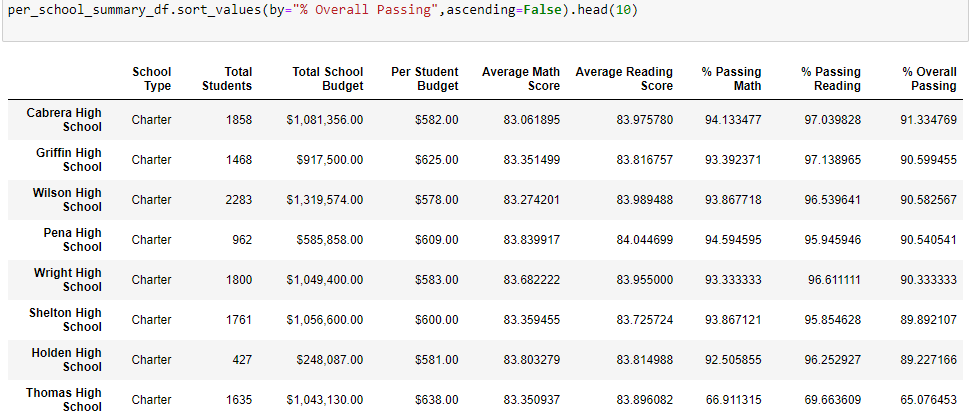 per_school_summary_df.sort_values(by="% Overall Passing",ascending=False).head(10)
School Type Total Students Total School Budget Per Student Budget Average Math Score Average Reading Score % Passing Math % Passing Reading % Overall Passing
Cabrera High School Charter 1858 $1,081,356.00 $582.00 83.061895 83.975780 94.133477 97.039828 91.334769
Griffin High School Charter 1468 $917,500.00 $625.00 83.351499 83.816757 93.392371 97.138965 90.599455
Wilson High School Charter 2283 $1,319,574.00 $578.00 83.274201 83.989488 93.867718 96.539641 90.582567
Pena High School Charter 962 $585,858.00 $609.00 83.839917 84.044699 94.594595 95.945946 90.540541
Wright High School Charter 1800 $1,049,400.00 $583.00 83.682222 83.955000 93.333333 96.611111 90.333333
Shelton High School Charter 1761 $1,056,600.00 $600.00 83.359455 83.725724 93.867121 95.854628 89.892107
Holden High School Charter 427 $248,087.00 $581.00 83.803279 83.814988 92.505855 96.252927 89.227166
Thomas High School Charter 1635 $1,043,130.00 $638.00 83.350937 83.896082 66.911315 69.663609 65.076453